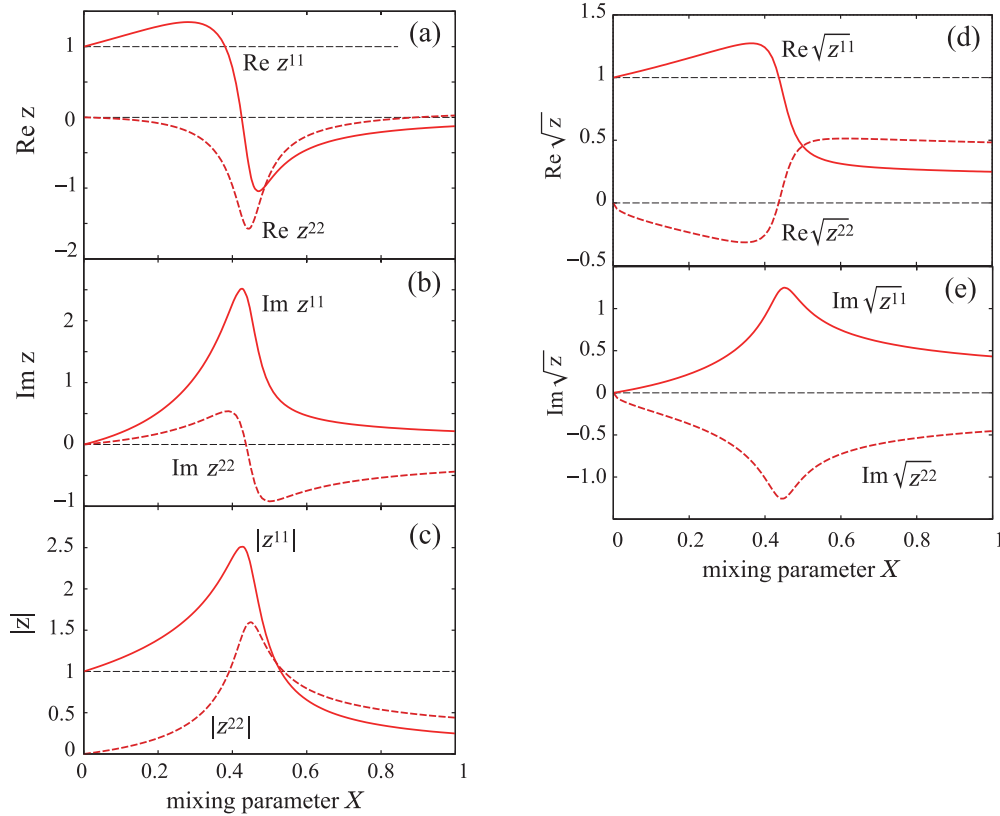 (a)
1
0
−1
−2
Re z
Re z¹¹
Re z²²
(b)
2
1
0
−1
Im z
Im z¹¹
Im z²²
(c)
2.5
2
1.5
1
0.5
0
|z|
|z¹¹|
|z²²|
0 0.2 0.4 0.6 0.8 1
mixing parameter X
(d)
1.5
1
0.5
0
−0.5
Re √z
Re √z¹¹
Re √z²²
(e)
1
0.5
0
−0.5
−1.0
Im √z
Im √z¹¹
Im √z²²
0 0.2 0.4 0.6 0.8 1
mixing parameter X